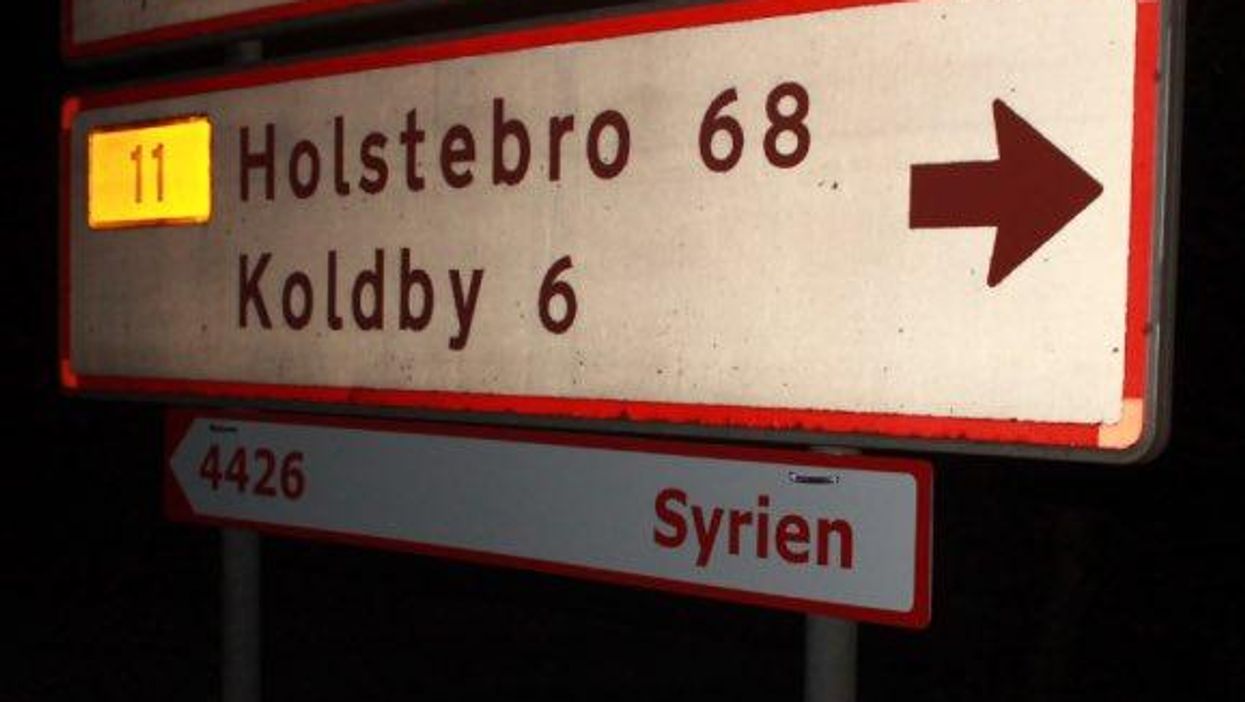 11 Holstebro 68
Koldby 6
4426 Syrien